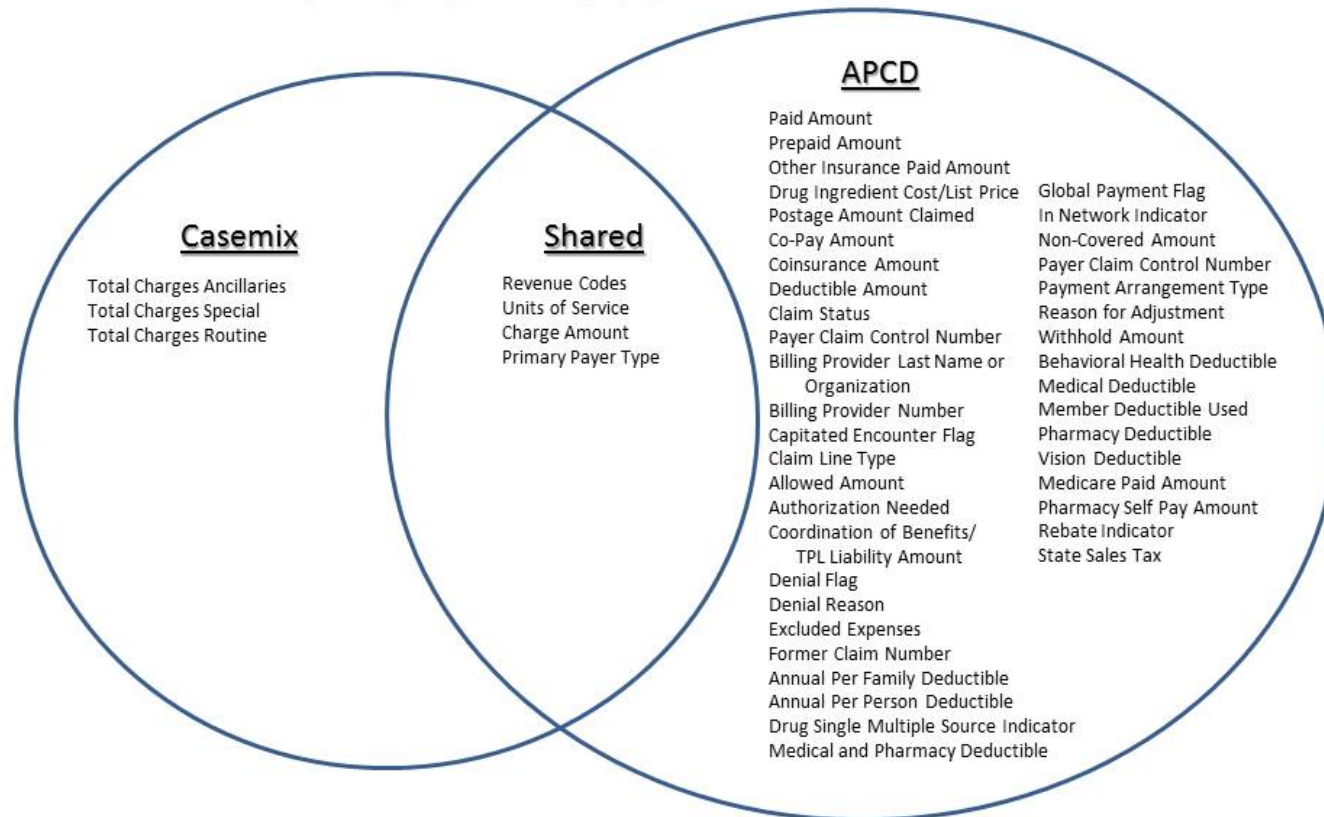 Casemix
Total Charges Ancillaries
Total Charges Special
Total Charges Routine
Shared
Revenue Codes
Units of Service
Charge Amount
Primary Payer Type
APCD
Paid Amount
Prepaid Amount
Other Insurance Paid Amount
Drug Ingredient Cost/List Price
Postage Amount Claimed
Co-Pay Amount
Coinsurance Amount
Deductible Amount
Claim Status
Payer Claim Control Number
Billing Provider Last Name or
Organization
Billing Provider Number
Capitated Encounter Flag
Claim Line Type
Allowed Amount
Authorization Needed
Coordination of Benefits/
TPL Liability Amount
Denial Flag
Denial Reason
Excluded Expenses
Former Claim Number
Annual Per Family Deductible
Annual Per Person Deductible
Drug Single Multiple Source Indicator
Medical and Pharmacy Deductible
Global Payment Flag
In Network Indicator
Non-Covered Amount
Payer Claim Control Number
Payment Arrangement Type
Reason for Adjustment
Withhold Amount
Behavioral Health Deductible
Medical Deductible
Member Deductible Used
Pharmacy Deductible
Vision Deductible
Medicare Paid Amount
Pharmacy Self Pay Amount
Rebate Indicator
State Sales Tax